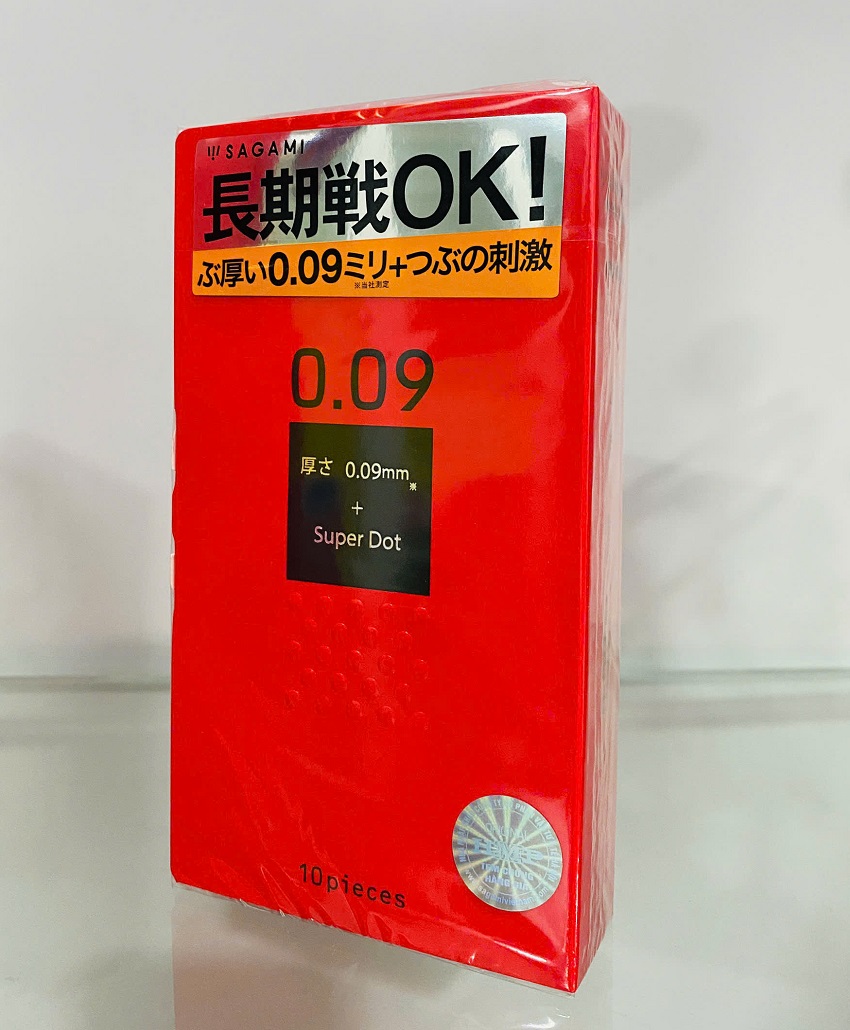 SAGAMI
長期戦OK!
ぶ厚い0.09ミリ+つぶの刺激
※当社測定
0.09
厚さ 0.09mm
※
+
Super Dot
10pieces